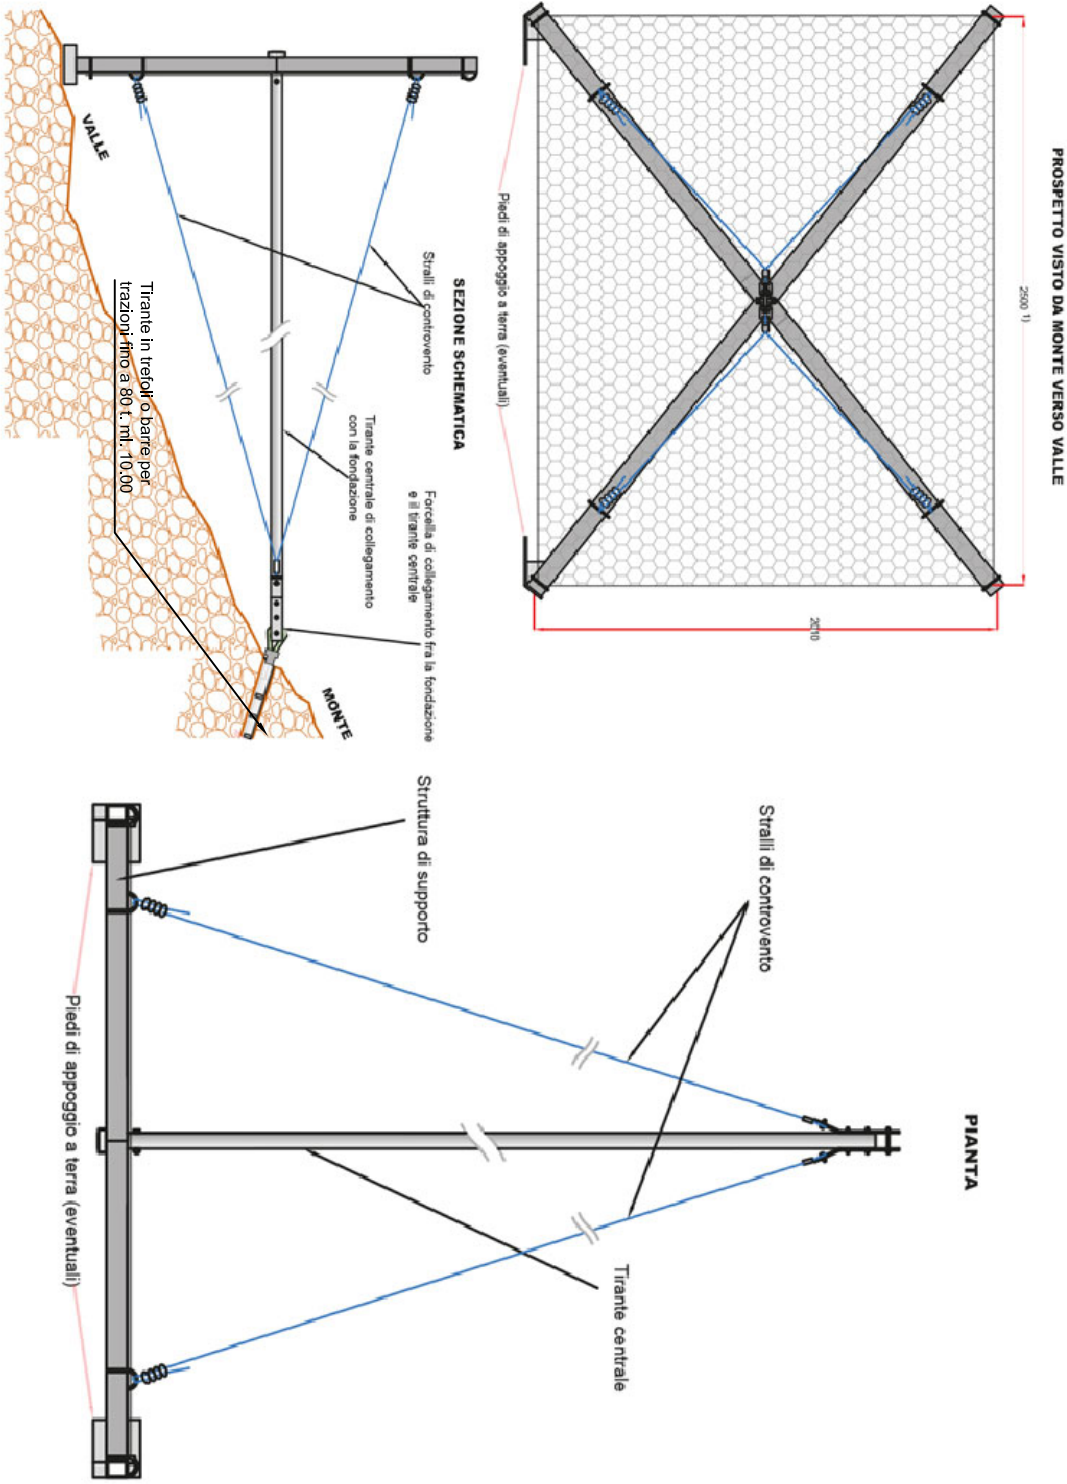 PROSPETTO VISTO DA MONTE VERSO VALLE
2500 1)
2010
Piedi di appoggio a terra (eventuali)
SEZIONE SCHEMATICA
Stralli di controvento
Tirante centrale di collegamento
con la fondazione
Forcella di collegamento fra la fondazione
e il tirante centrale
VALLE
MONTE
Tirante in trefoli o barre per
trazioni fino a 80 t. ml. 10.00
PIANTA
Stralli di controvento
Tirante centrale
Struttura di supporto
Piedi di appoggio a terra (eventuali)